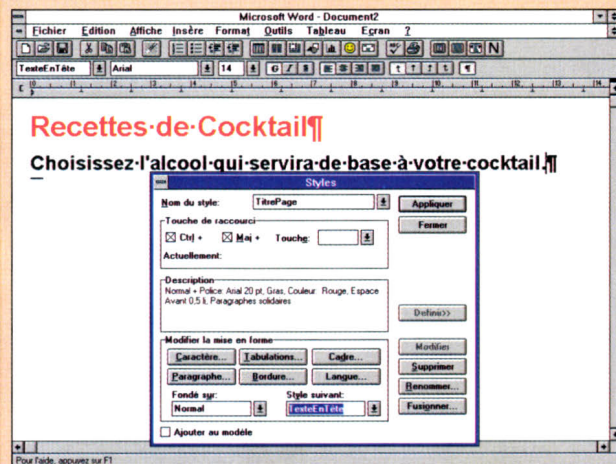 Microsoft Word - Document2
Fichier Edition Affiche Insère Format Outils Tableau Ecran ?
TexteEnTête Arial 14 G I S
Recettes·de·Cocktail¶
Choisissez·l'alcool·qui·servira·de·base·à·votre·cocktail.¶
Styles
Nom du style: TitrePage Appliquer
Touche de raccourci Fermer
Ctrl + Maj + Touche:
Actuellement:
Description
Normal + Police: Arial 20 pt, Gras, Couleur: Rouge, Espace
Avant 0,5 li, Paragraphes solidaires
Définir>>
Modifier la mise en forme Modifier
Caractère... Tabulations... Cadre... Supprimer
Paragraphe... Bordure... Langue... Renommer...
Fondé sur: Style suivant:
Normal TexteEnTête Fusionner...
Ajouter au modèle
Pour l'aide, appuyez sur F1